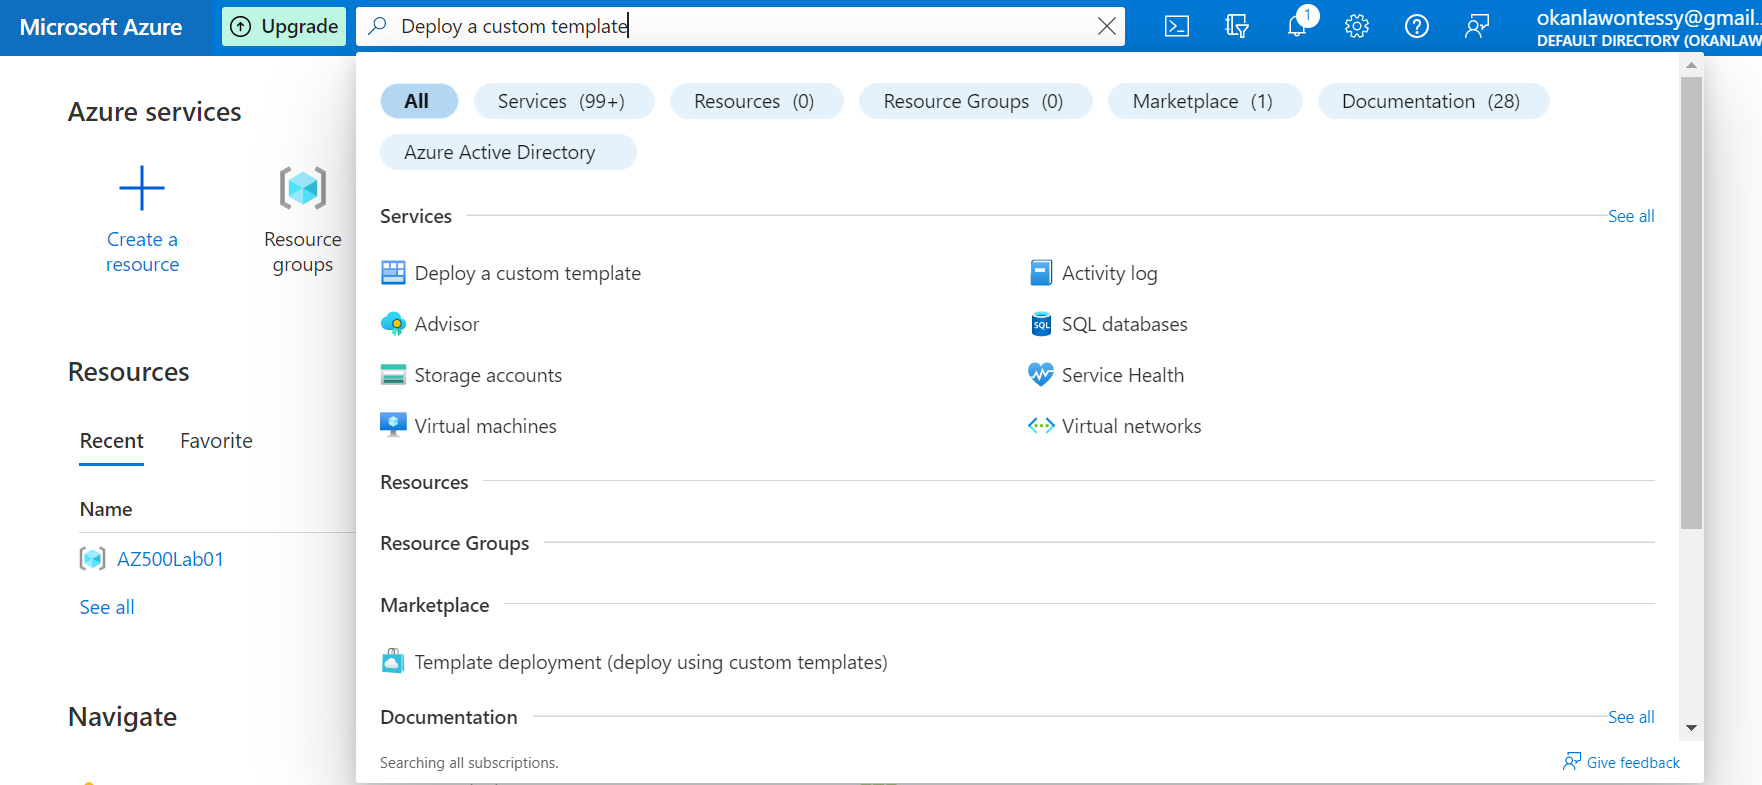 Microsoft Azure
Upgrade
Deploy a custom template
1
okanlawontessy@gmail...
DEFAULT DIRECTORY (OKANLAW
All
Services (99+)
Resources (0)
Resource Groups (0)
Marketplace (1)
Documentation (28)
Azure Active Directory
Azure services
Create a
resource
Resource
groups
Services
See all
Deploy a custom template
Activity log
Advisor
SQL
SQL databases
Storage accounts
Service Health
Virtual machines
Virtual networks
Resources
Recent
Favorite
Name
AZ500Lab01
See all
Resources
Resource Groups
Marketplace
Template deployment (deploy using custom templates)
Documentation
See all
Navigate
Searching all subscriptions.
Give feedback